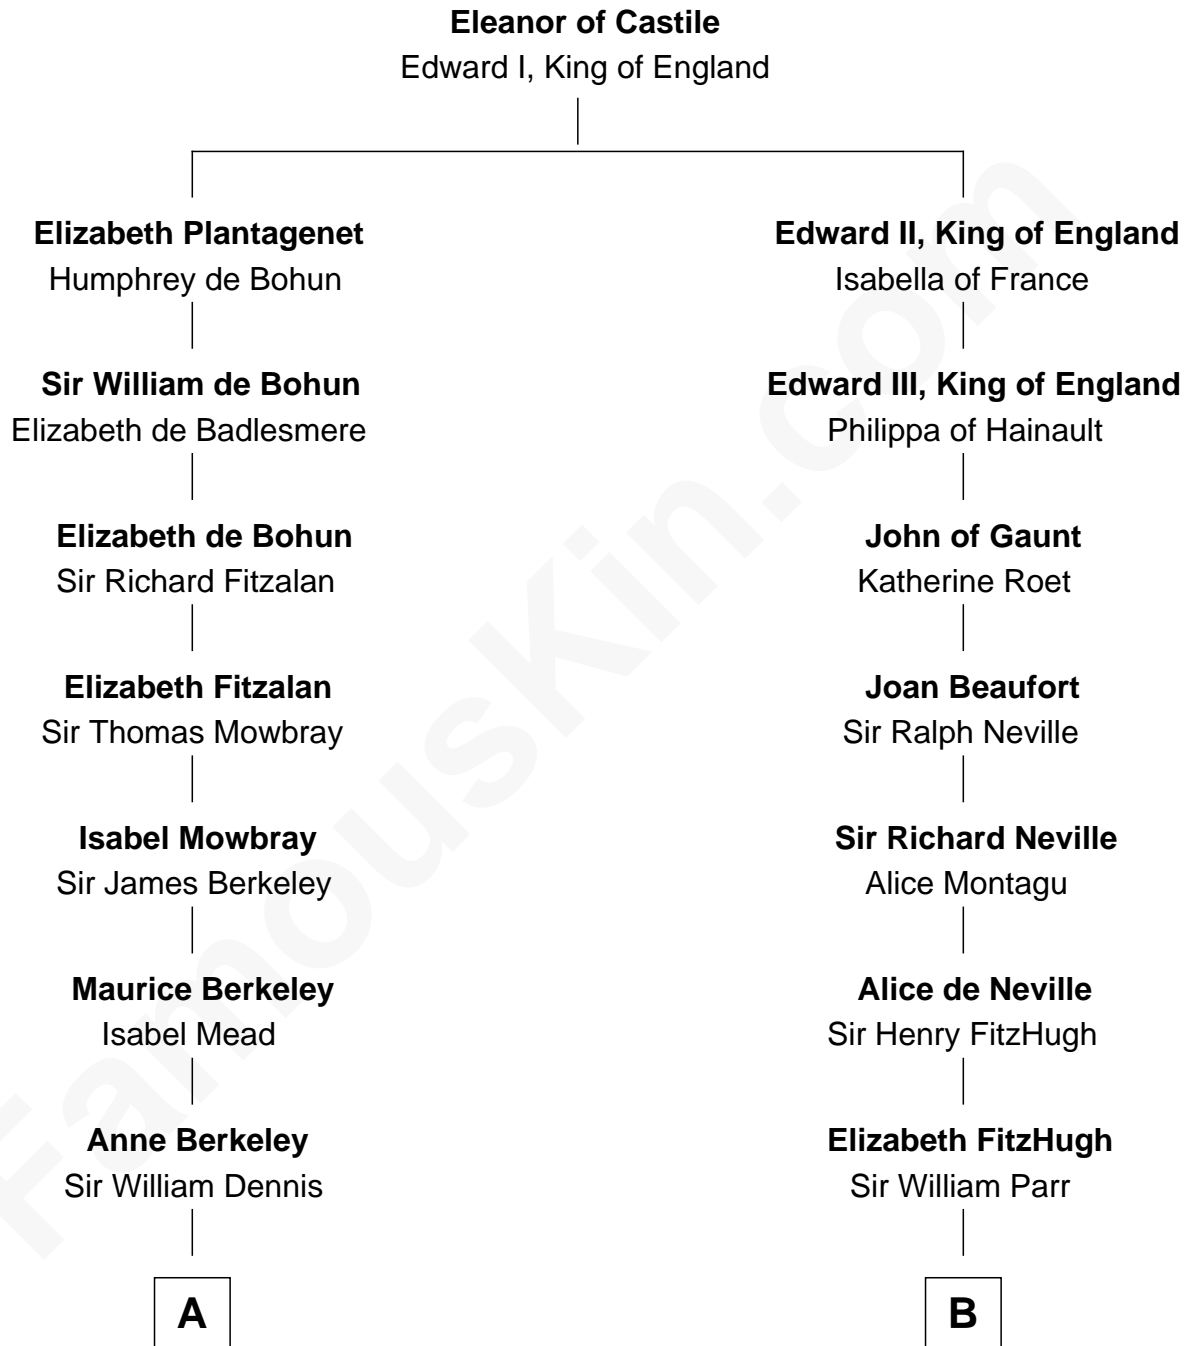 Eleanor of Castile
Edward I, King of England
Elizabeth Plantagenet
Humphrey de Bohun
Edward II, King of England
Isabella of France
Sir William de Bohun
Elizabeth de Badlesmere
Edward III, King of England
Philippa of Hainault
Elizabeth de Bohun
Sir Richard Fitzalan
John of Gaunt
Katherine Roet
Elizabeth Fitzalan
Sir Thomas Mowbray
Joan Beaufort
Sir Ralph Neville
Isabel Mowbray
Sir James Berkeley
Sir Richard Neville
Alice Montagu
Maurice Berkeley
Isabel Mead
Alice de Neville
Sir Henry FitzHugh
Anne Berkeley
Sir William Dennis
Elizabeth FitzHugh
Sir William Parr
A
B
FamousKin.com